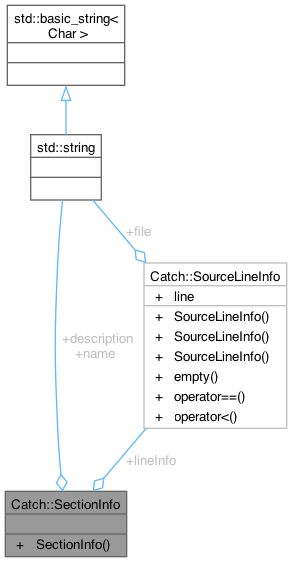 std::basic_string<
Char >
std::string
+file
Catch::SourceLineInfo
+ line
+ SourceLineInfo()
+ SourceLineInfo()
+ SourceLineInfo()
+ empty()
+ operator==()
+ operator<()
+description
+name
+lineInfo
Catch::SectionInfo
+ SectionInfo()